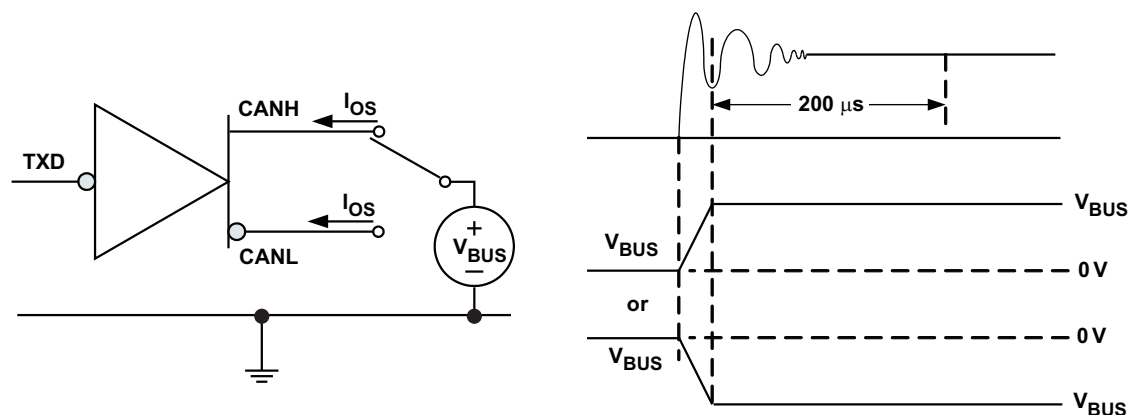 CANH
I_OS
TXD
I_OS
CANL
+
V_BUS
–
200 μs
V_BUS
V_BUS
0 V
or
0 V
V_BUS
V_BUS